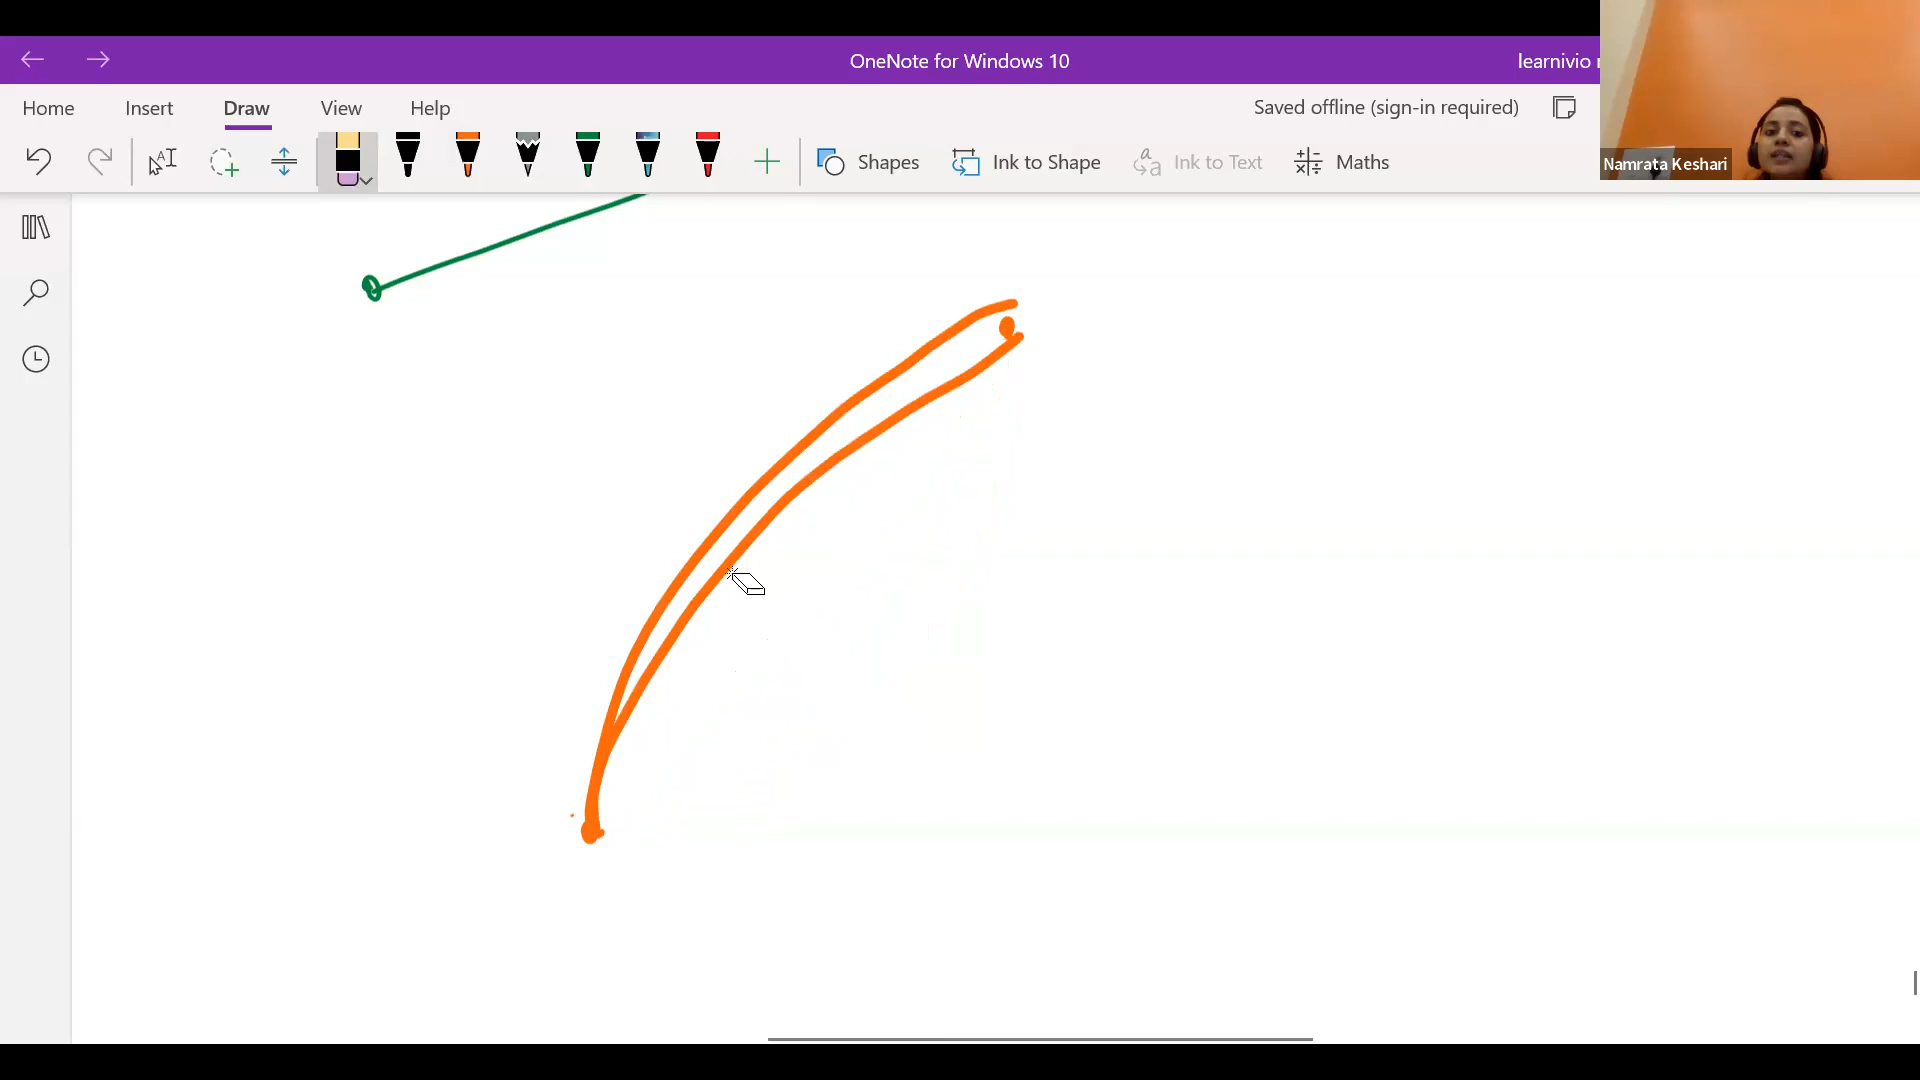 OneNote for Windows 10
learnivio
Home Insert Draw View Help
Saved offline (sign-in required)
Shapes Ink to Shape Ink to Text Maths
Namrata Keshari